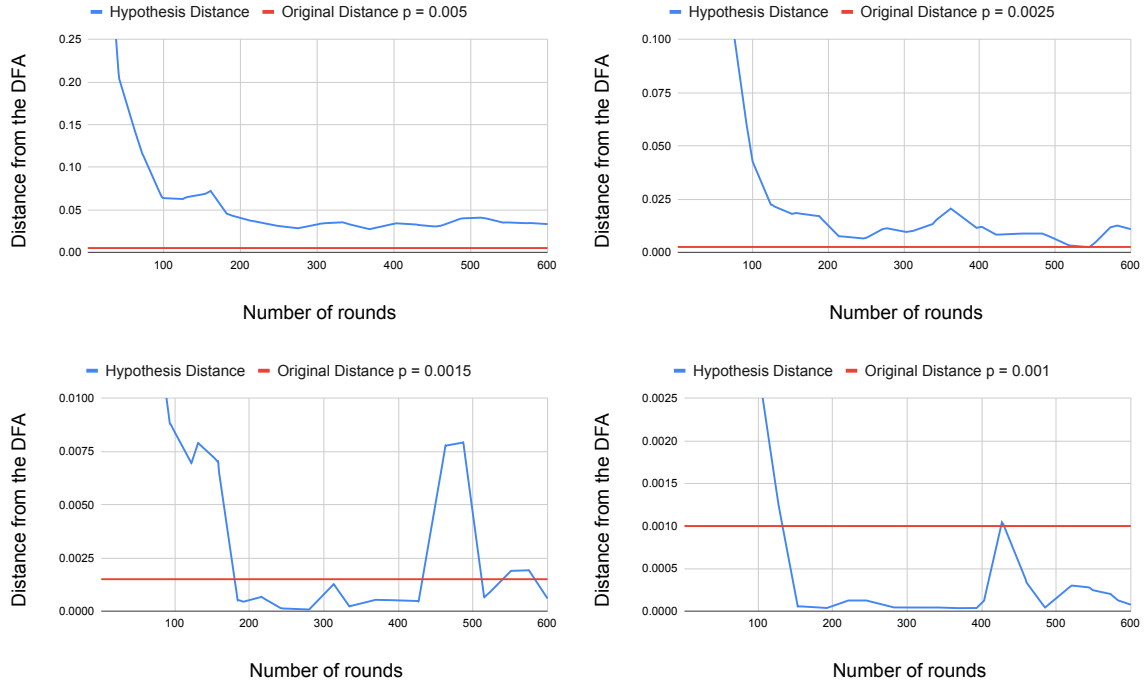 Hypothesis Distance Original Distance p = 0.005
Distance from the DFA
0.25
0.20
0.15
0.10
0.05
0.00
100 200 300 400 500 600
Number of rounds
Hypothesis Distance Original Distance p = 0.0025
Distance from the DFA
0.100
0.075
0.050
0.025
0.000
100 200 300 400 500 600
Number of rounds
Hypothesis Distance Original Distance p = 0.0015
Distance from the DFA
0.0100
0.0075
0.0050
0.0025
0.0000
100 200 300 400 500 600
Number of rounds
Hypothesis Distance Original Distance p = 0.001
Distance from the DFA
0.0025
0.0020
0.0015
0.0010
0.0005
0.0000
100 200 300 400 500 600
Number of rounds